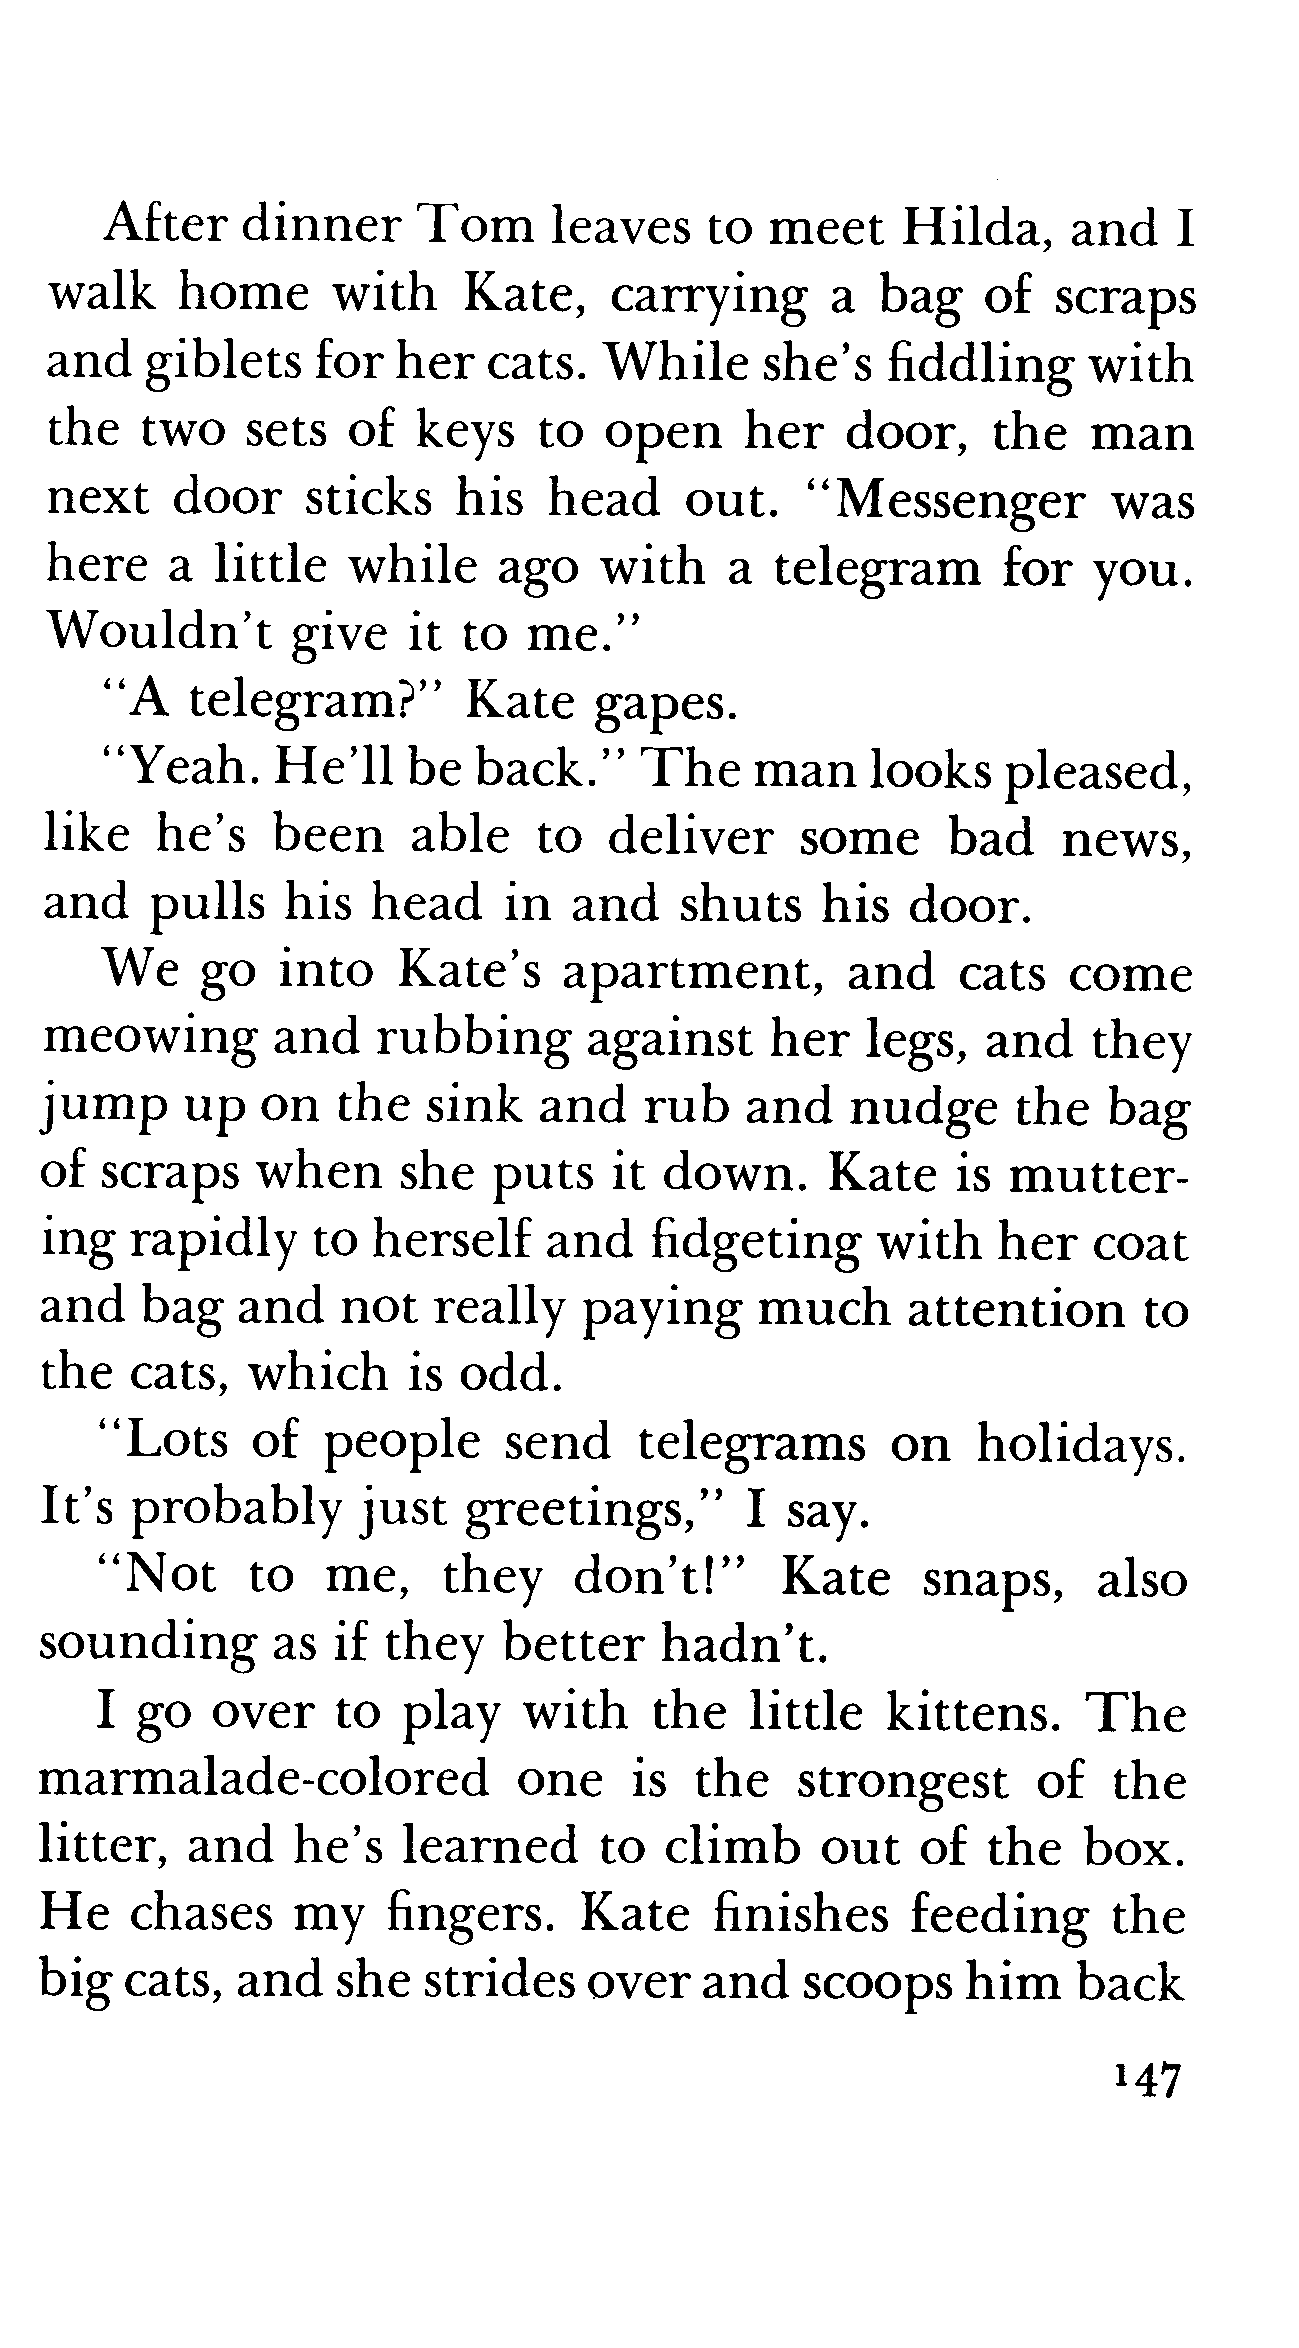 After dinner Tom leaves to meet Hilda, and I
walk home with Kate, carrying a bag of scraps
and giblets for her cats. While she's fiddling with
the two sets of keys to open her door, the man
next door sticks his head out. "Messenger was
here a little while ago with a telegram for you.
Wouldn't give it to me."
"A telegram?" Kate gapes.
"Yeah. He'll be back." The man looks pleased,
like he's been able to deliver some bad news,
and pulls his head in and shuts his door.
We go into Kate's apartment, and cats come
meowing and rubbing against her legs, and they
jump up on the sink and rub and nudge the bag
of scraps when she puts it down. Kate is mutter-
ing rapidly to herself and fidgeting with her coat
and bag and not really paying much attention to
the cats, which is odd.
"Lots of people send telegrams on holidays.
It's probably just greetings," I say.
"Not to me, they don't!" Kate snaps, also
sounding as if they better hadn't.
I go over to play with the little kittens. The
marmalade-colored one is the strongest of the
litter, and he's learned to climb out of the box.
He chases my fingers. Kate finishes feeding the
big cats, and she strides over and scoops him back
147